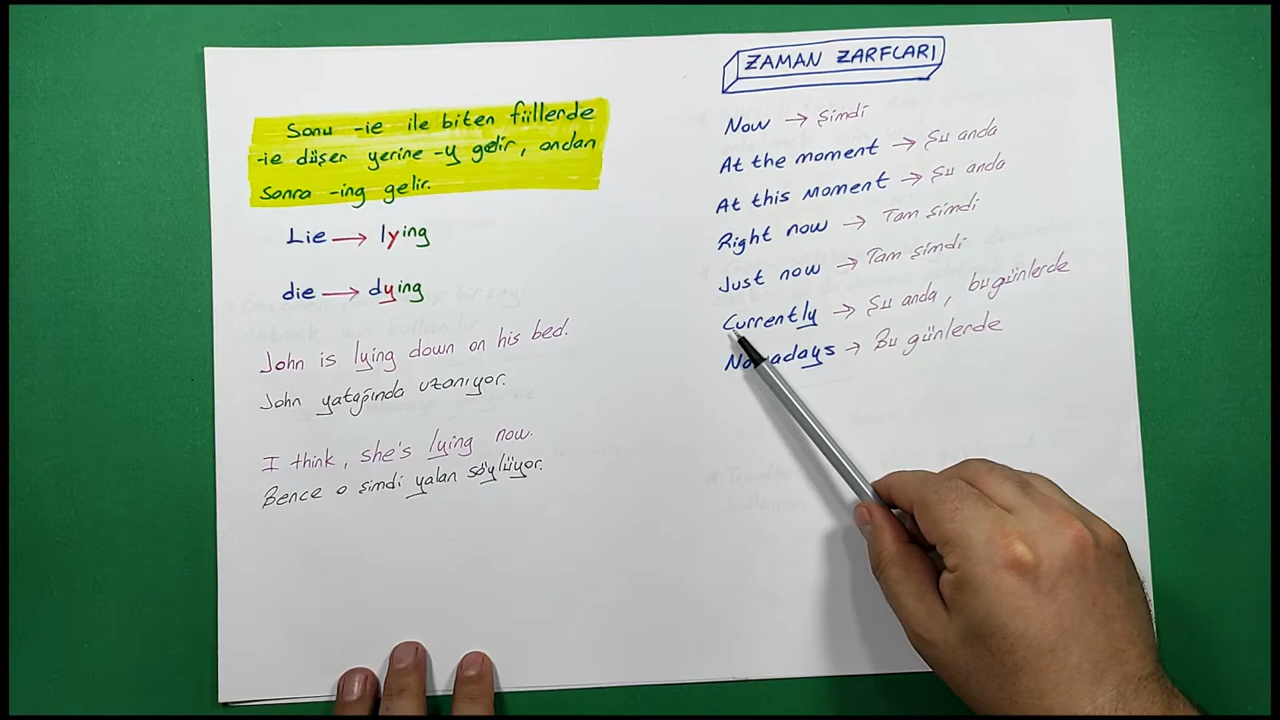 Sonu -ie ile biten fiillerde
-ie düşer yerine -y gelir, ondan
sonra -ing gelir.
Lie → lying
die → dying
John is lying down on his bed.
John yatağında uzanıyor.
I think, she's lying now.
Bence o şimdi yalan söylüyor.
ZAMAN ZARFLARI
Now → Şimdi
At the moment → Şu anda
At this moment → Şu anda
Right now → Tam şimdi
Just now → Tam şimdi
Currently → Şu anda, bugünlerde
Nowadays → Bu günlerde